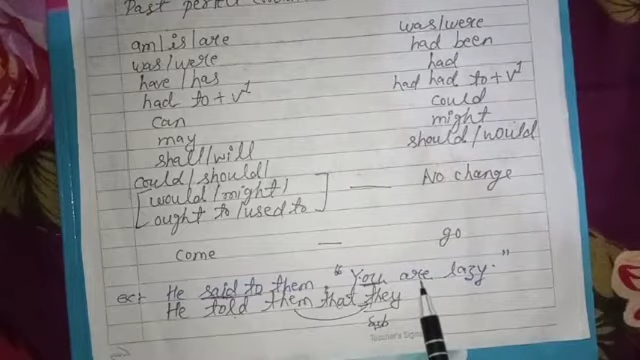 Past perfect
am/is/are was/were
was/were had been
have/has had
had to + V¹ had had to + V¹
can could
may might
shall/will should/would
could/should/
would/might/
ought to/used to — No change
come — go
ex:- He said to them, "You are lazy."
He told them that they
Sub
Teacher's Sign